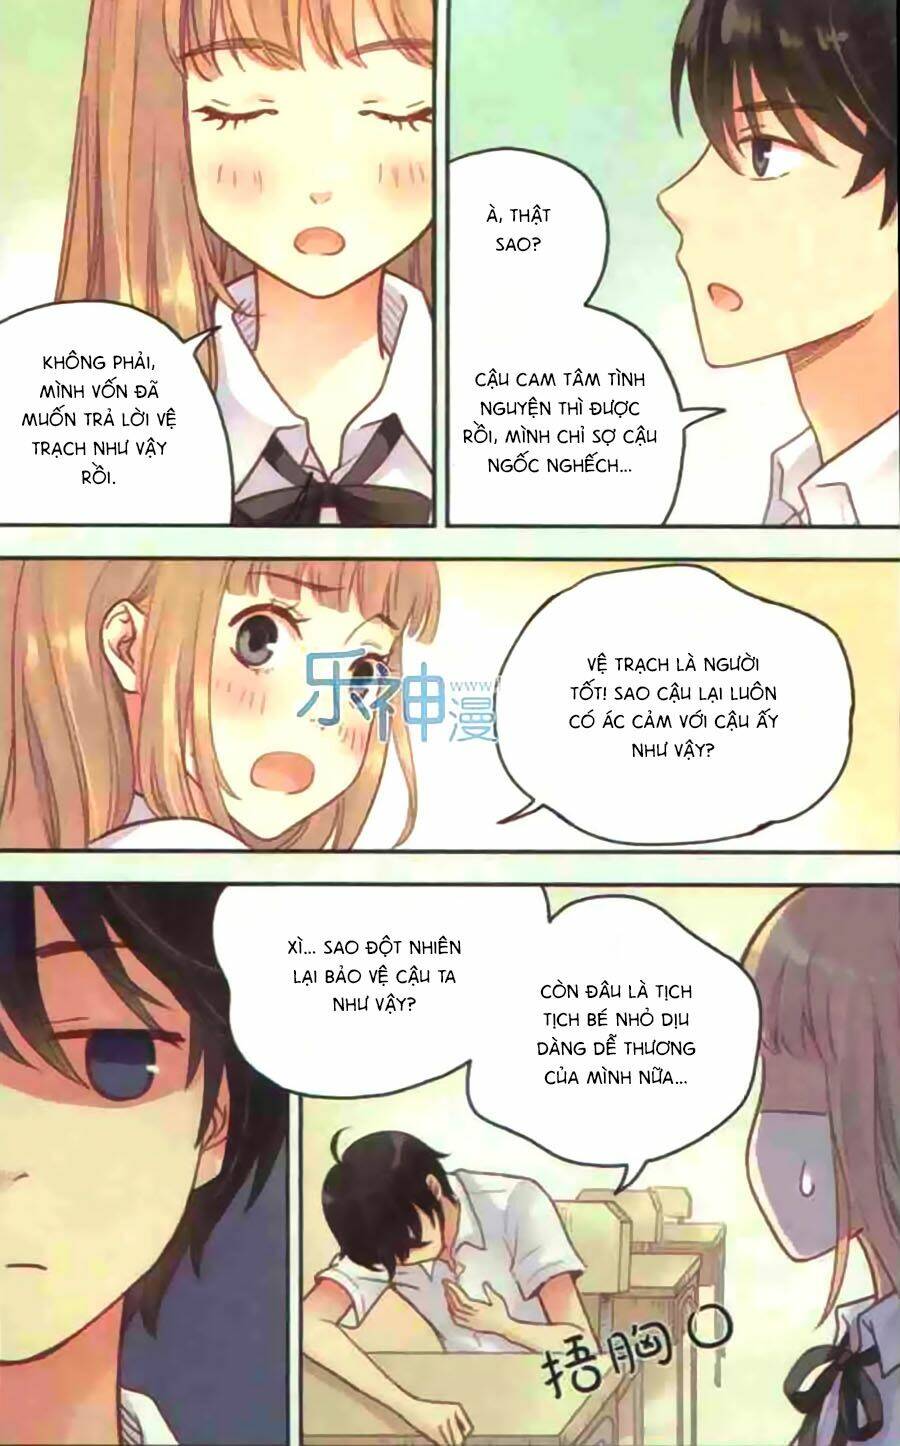 À, THẬT
SAO?
CẬU CAM TÂM TÌNH
NGUYỆN THÌ ĐƯỢC
RỒI, MÌNH CHỈ SỢ CẬU
NGỐC NGHẾCH...
KHÔNG PHẢI,
MÌNH VỐN ĐÃ
MUỐN TRẢ LỜI VỆ
TRẠCH NHƯ VẬY
RỒI.
VỆ TRẠCH LÀ NGƯỜI
TỐT! SAO CẬU LẠI LUÔN
CÓ ÁC CẢM VỚI CẬU ẤY
NHƯ VẬY?
乐神漫
www.
XÌ... SAO ĐỘT NHIÊN
LẠI BẢO VỆ CẬU TA
NHƯ VẬY?
CÒN ĐÂU LÀ TỊCH
TỊCH BÉ NHỎ DỊU
DÀNG DỄ THƯƠNG
CỦA MÌNH NỮA...
捂胸